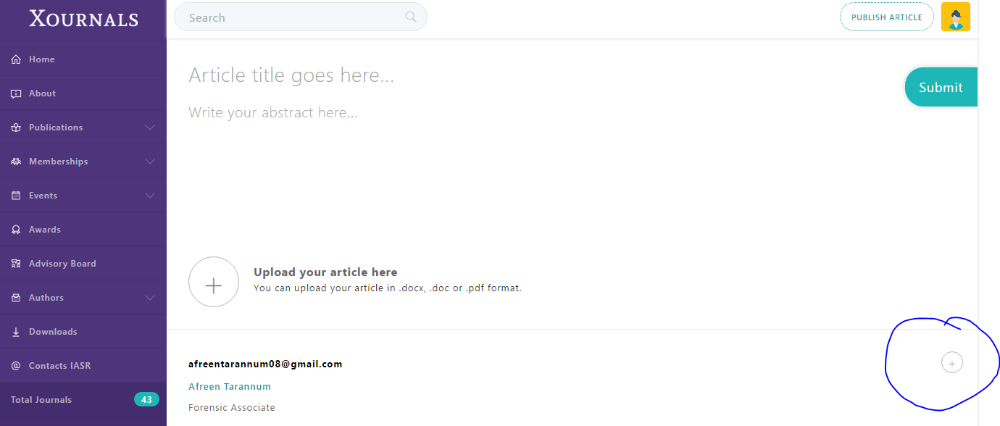 XOURNALS
Search
PUBLISH ARTICLE
Home
About
Publications
Memberships
Events
Awards
Advisory Board
Authors
Downloads
@ Contacts IASR
Total Journals 43
Article title goes here...
Submit
Write your abstract here...
Upload your article here
You can upload your article in .docx, .doc or .pdf format.
afreentarannum08@gmail.com
Afreen Tarannum
Forensic Associate